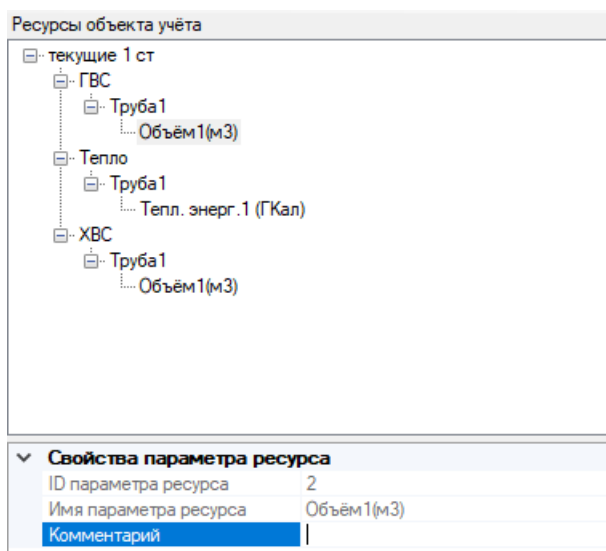 Ресурсы объекта учёта
текущие 1 ст
ГВС
Труба1
Объём1(м3)
Тепло
Труба1
Тепл. энерг.1 (ГКал)
ХВС
Труба1
Объём1(м3)
Свойства параметра ресурса
ID параметра ресурса 2
Имя параметра ресурса Объём1(м3)
Комментарий